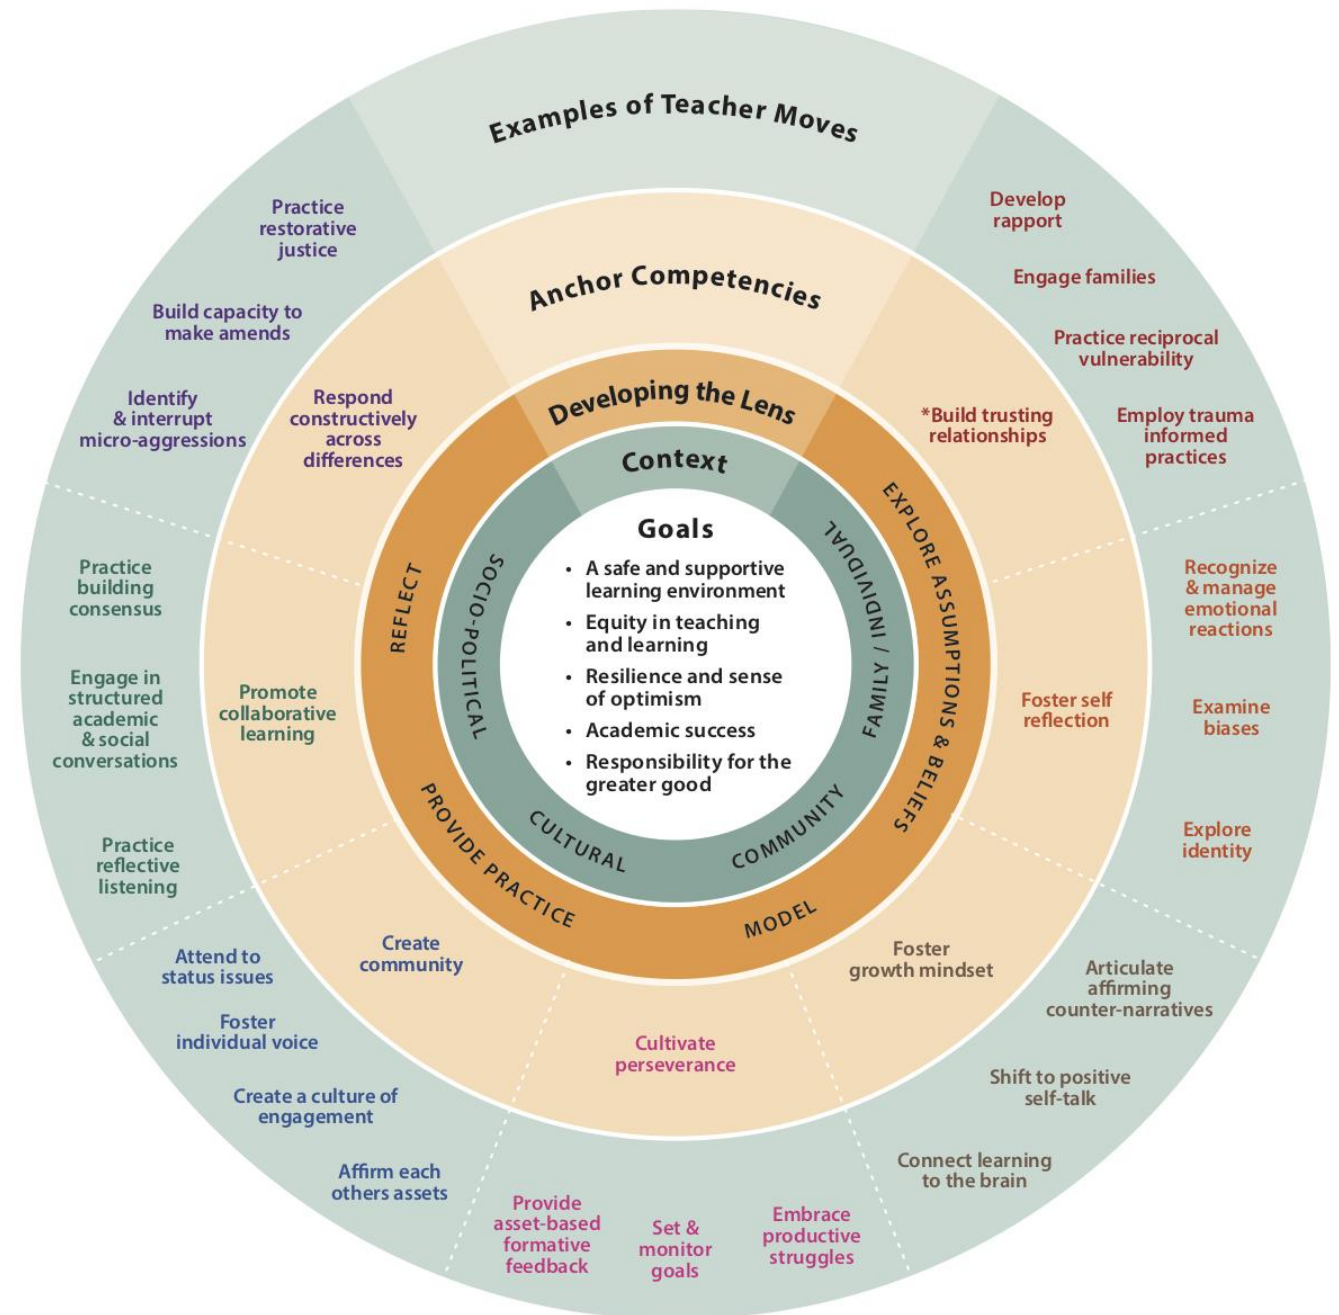 Examples of Teacher Moves
Anchor Competencies
Developing the Lens
Context
Goals
• A safe and supportive
learning environment
• Equity in teaching
and learning
• Resilience and sense
of optimism
• Academic success
• Responsibility for the
greater good
SOCIO-POLITICAL
CULTURAL
COMMUNITY
FAMILY / INDIVIDUAL
REFLECT
PROVIDE PRACTICE
MODEL
EXPLORE ASSUMPTIONS & BELIEFS
*Build trusting
relationships
Develop
rapport
Engage families
Practice reciprocal
vulnerability
Employ trauma
informed
practices
Foster self
reflection
Recognize
& manage
emotional
reactions
Examine
biases
Explore
identity
Foster
growth mindset
Articulate
affirming
counter-narratives
Shift to positive
self-talk
Connect learning
to the brain
Cultivate
perseverance
Embrace
productive
struggles
Set &
monitor
goals
Provide
asset-based
formative
feedback
Create
community
Affirm each
others assets
Create a culture of
engagement
Foster
individual voice
Attend to
status issues
Promote
collaborative
learning
Practice
reflective
listening
Engage in
structured
academic
& social
conversations
Practice
building
consensus
Respond
constructively
across
differences
Identify
& interrupt
micro-aggressions
Build capacity to
make amends
Practice
restorative
justice